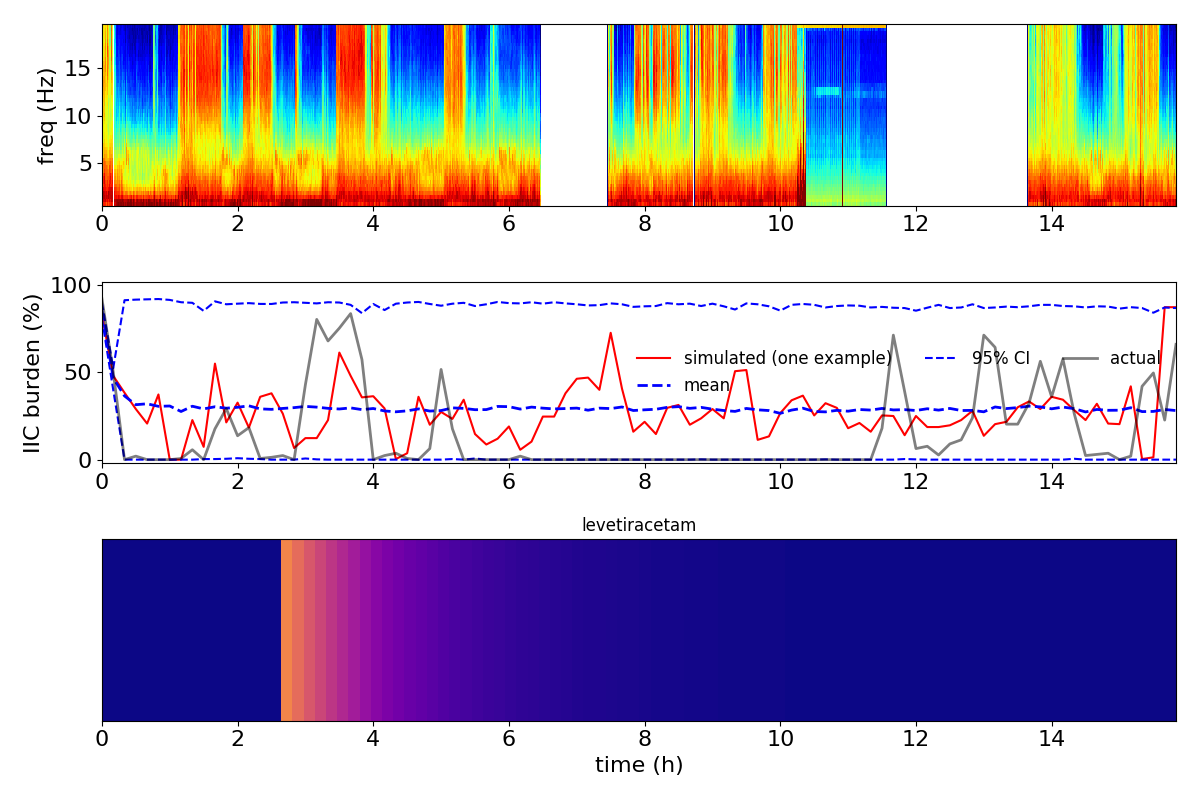 freq (Hz)
15
10
5
0 2 4 6 8 10 12 14
IIC burden (%)
100
50
0
simulated (one example) 95% CI actual
mean
0 2 4 6 8 10 12 14
levetiracetam
0 2 4 6 8 10 12 14
time (h)